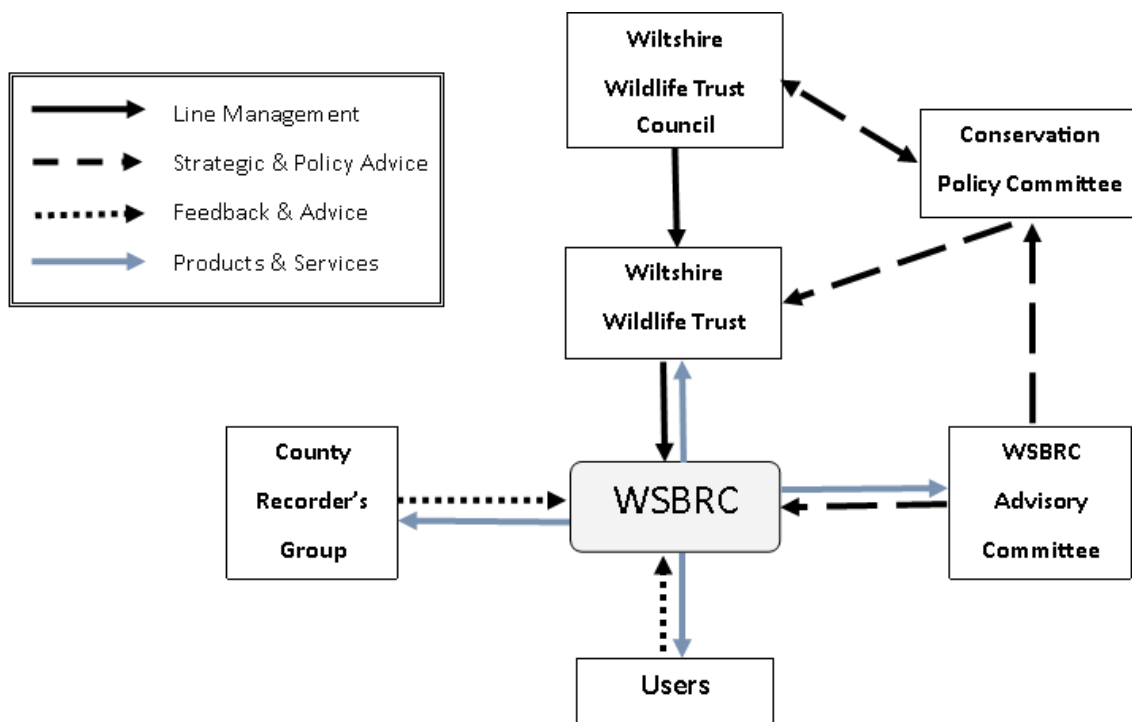 Wiltshire
Wildlife Trust
Council
Line Management
Strategic & Policy Advice
Feedback & Advice
Products & Services
Conservation
Policy Committee
Wiltshire
Wildlife Trust
County
Recorder's
Group
WSBRC
WSBRC
Advisory
Committee
Users